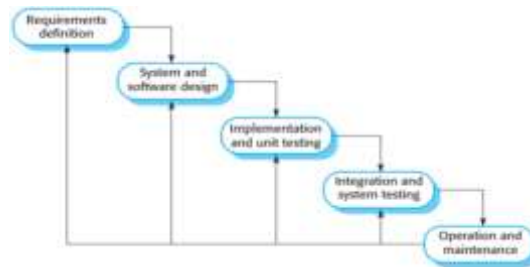 Requirements
definition
System and
software design
Implementation
and unit testing
Integration and
system testing
Operation and
maintenance